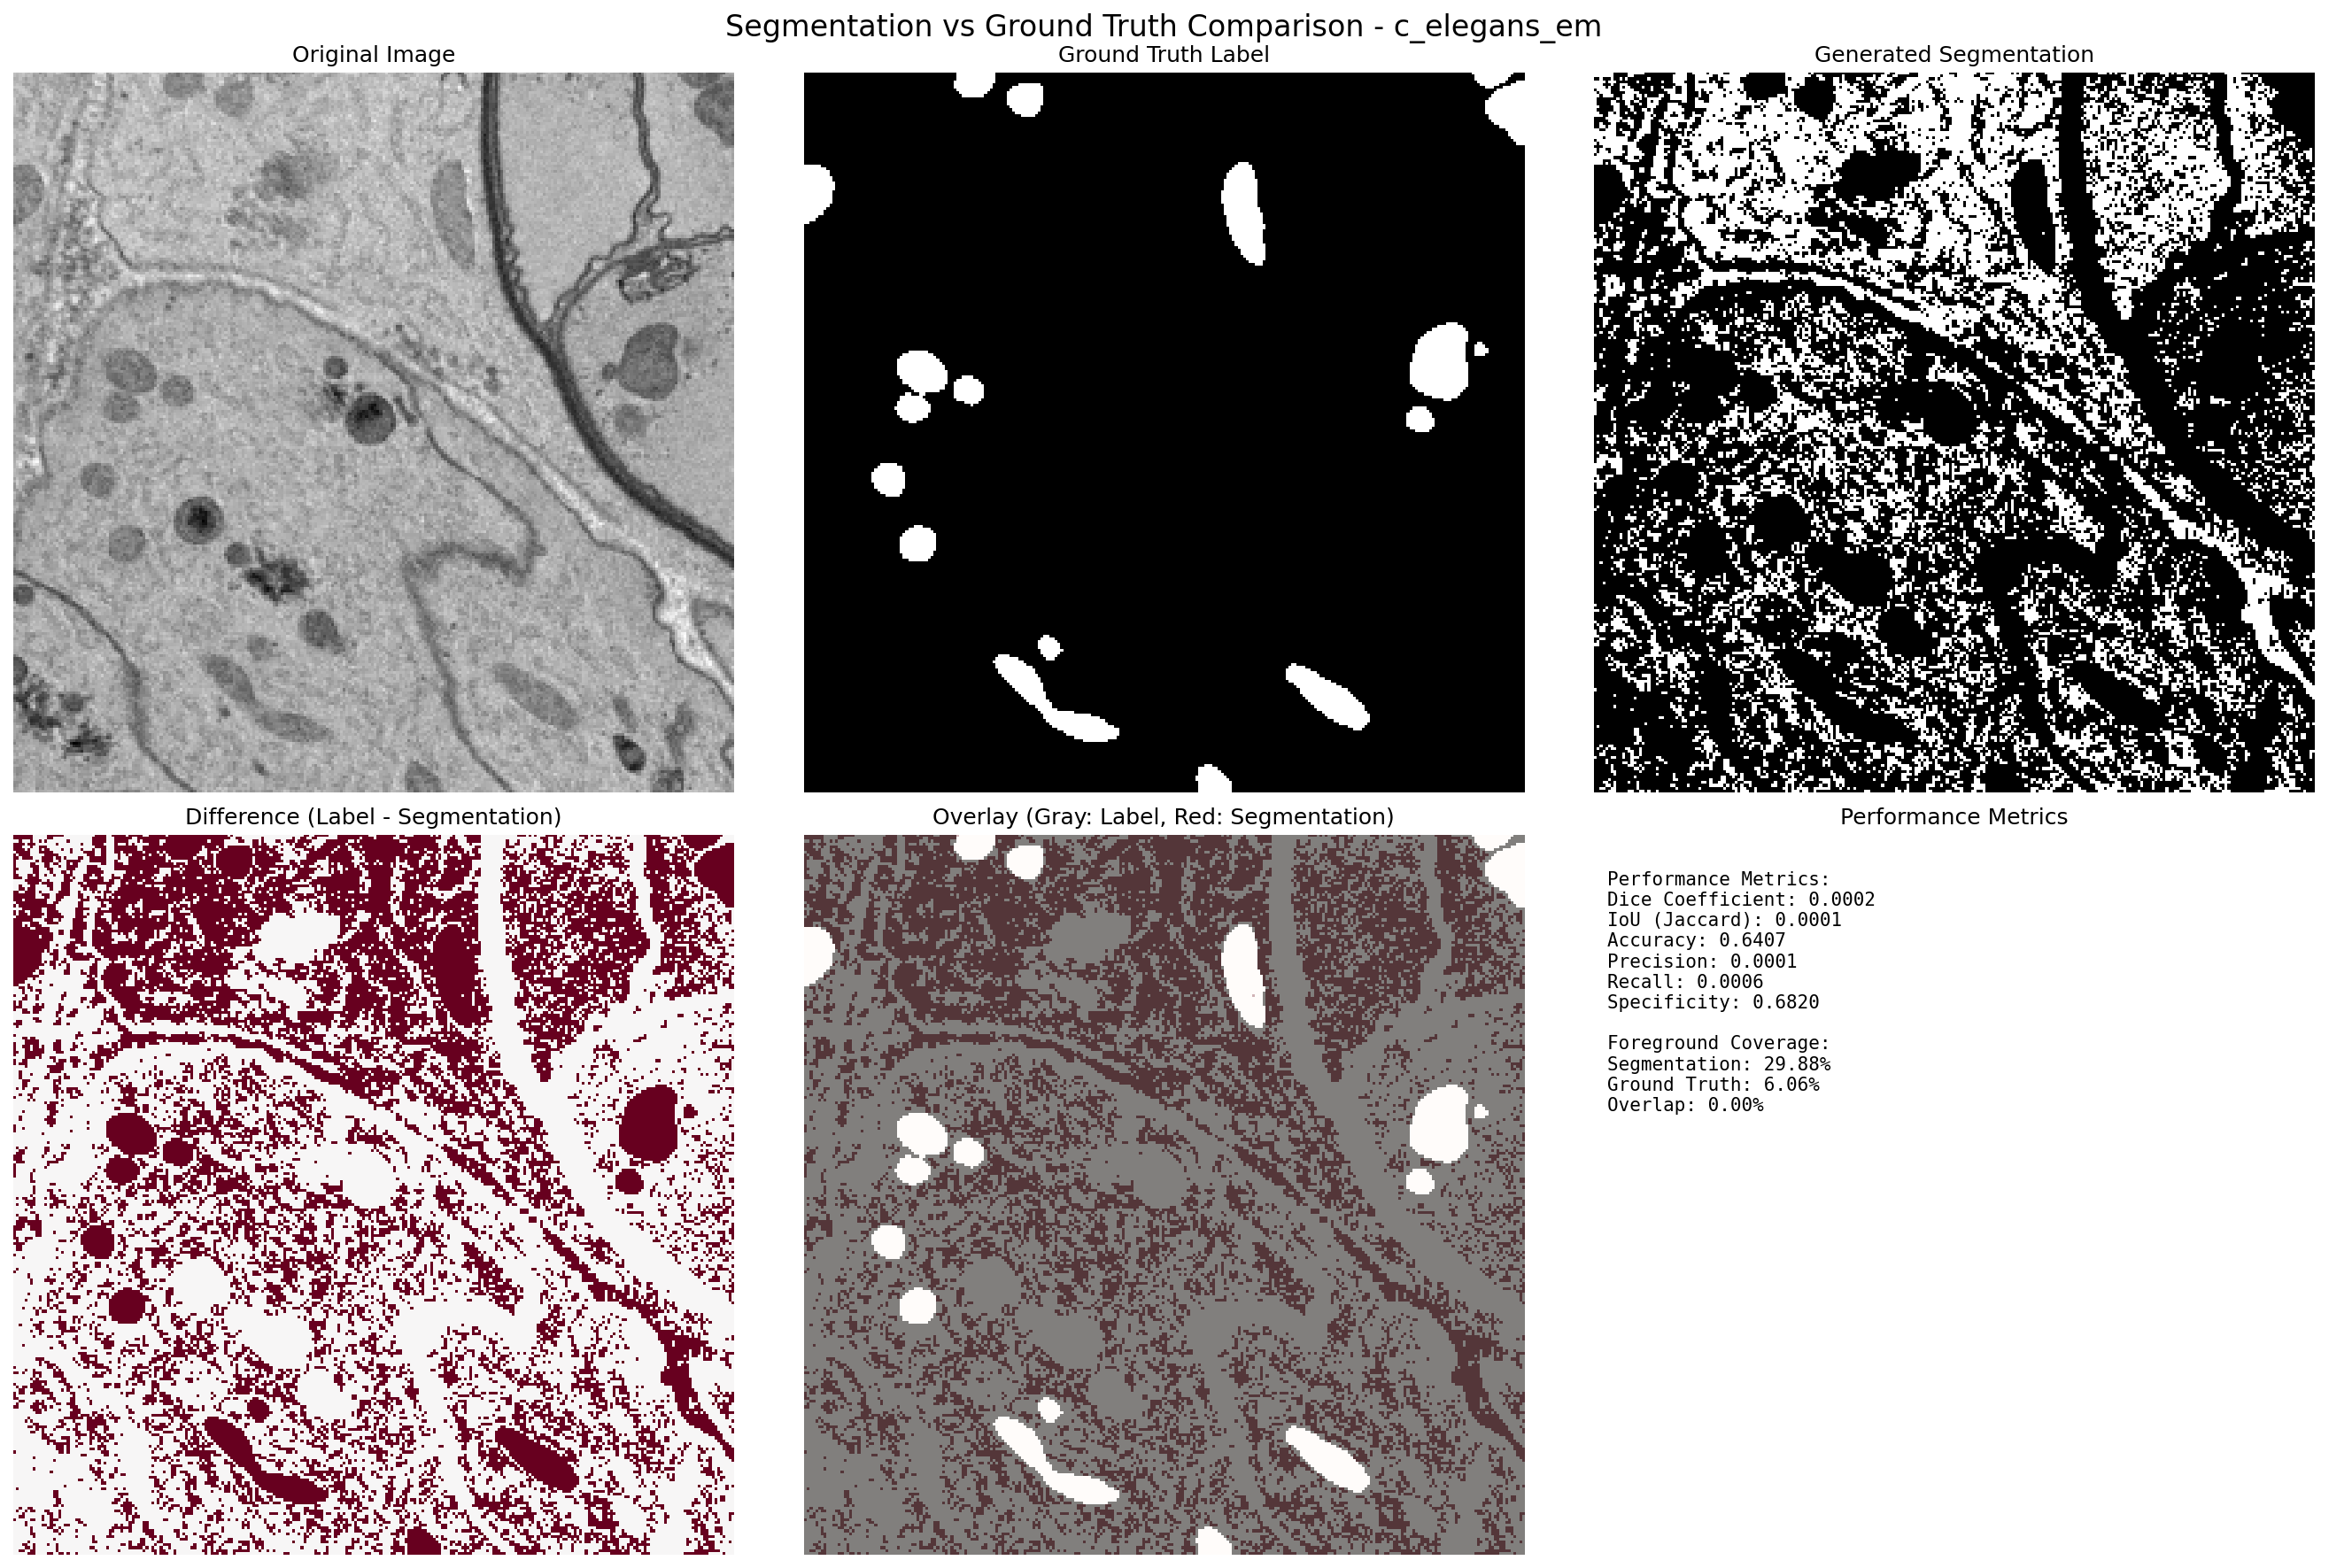 Segmentation vs Ground Truth Comparison - c_elegans_em
Original Image
Ground Truth Label
Generated Segmentation
Difference (Label - Segmentation)
Overlay (Gray: Label, Red: Segmentation)
Performance Metrics
Performance Metrics:
Dice Coefficient: 0.0002
IoU (Jaccard): 0.0001
Accuracy: 0.6407
Precision: 0.0001
Recall: 0.0006
Specificity: 0.6820
Foreground Coverage:
Segmentation: 29.88%
Ground Truth: 6.06%
Overlap: 0.00%